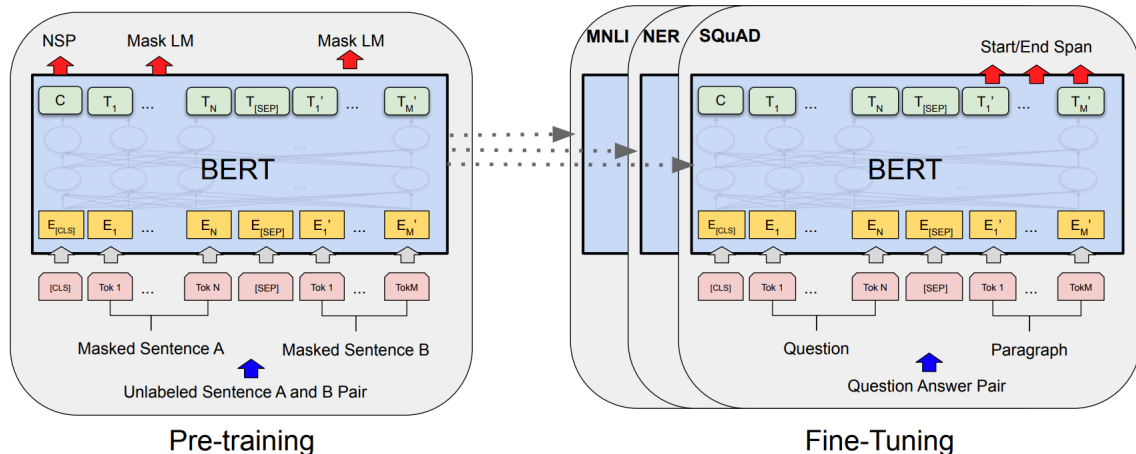 NSP Mask LM Mask LM
C T1 ... TN T[SEP] T1' ... TM'
BERT
...
E[CLS] E1 ... EN E[SEP] E1' ... EM'
[CLS] Tok 1 ... Tok N [SEP] Tok 1 ... TokM
Masked Sentence A Masked Sentence B
Unlabeled Sentence A and B Pair
Pre-training
MNLI NER SQuAD
Start/End Span
C T1 ... TN T[SEP] T1' ... TM'
BERT
...
E[CLS] E1 ... EN E[SEP] E1' ... EM'
[CLS] Tok 1 ... Tok N [SEP] Tok 1 ... TokM
Question Paragraph
Question Answer Pair
Fine-Tuning